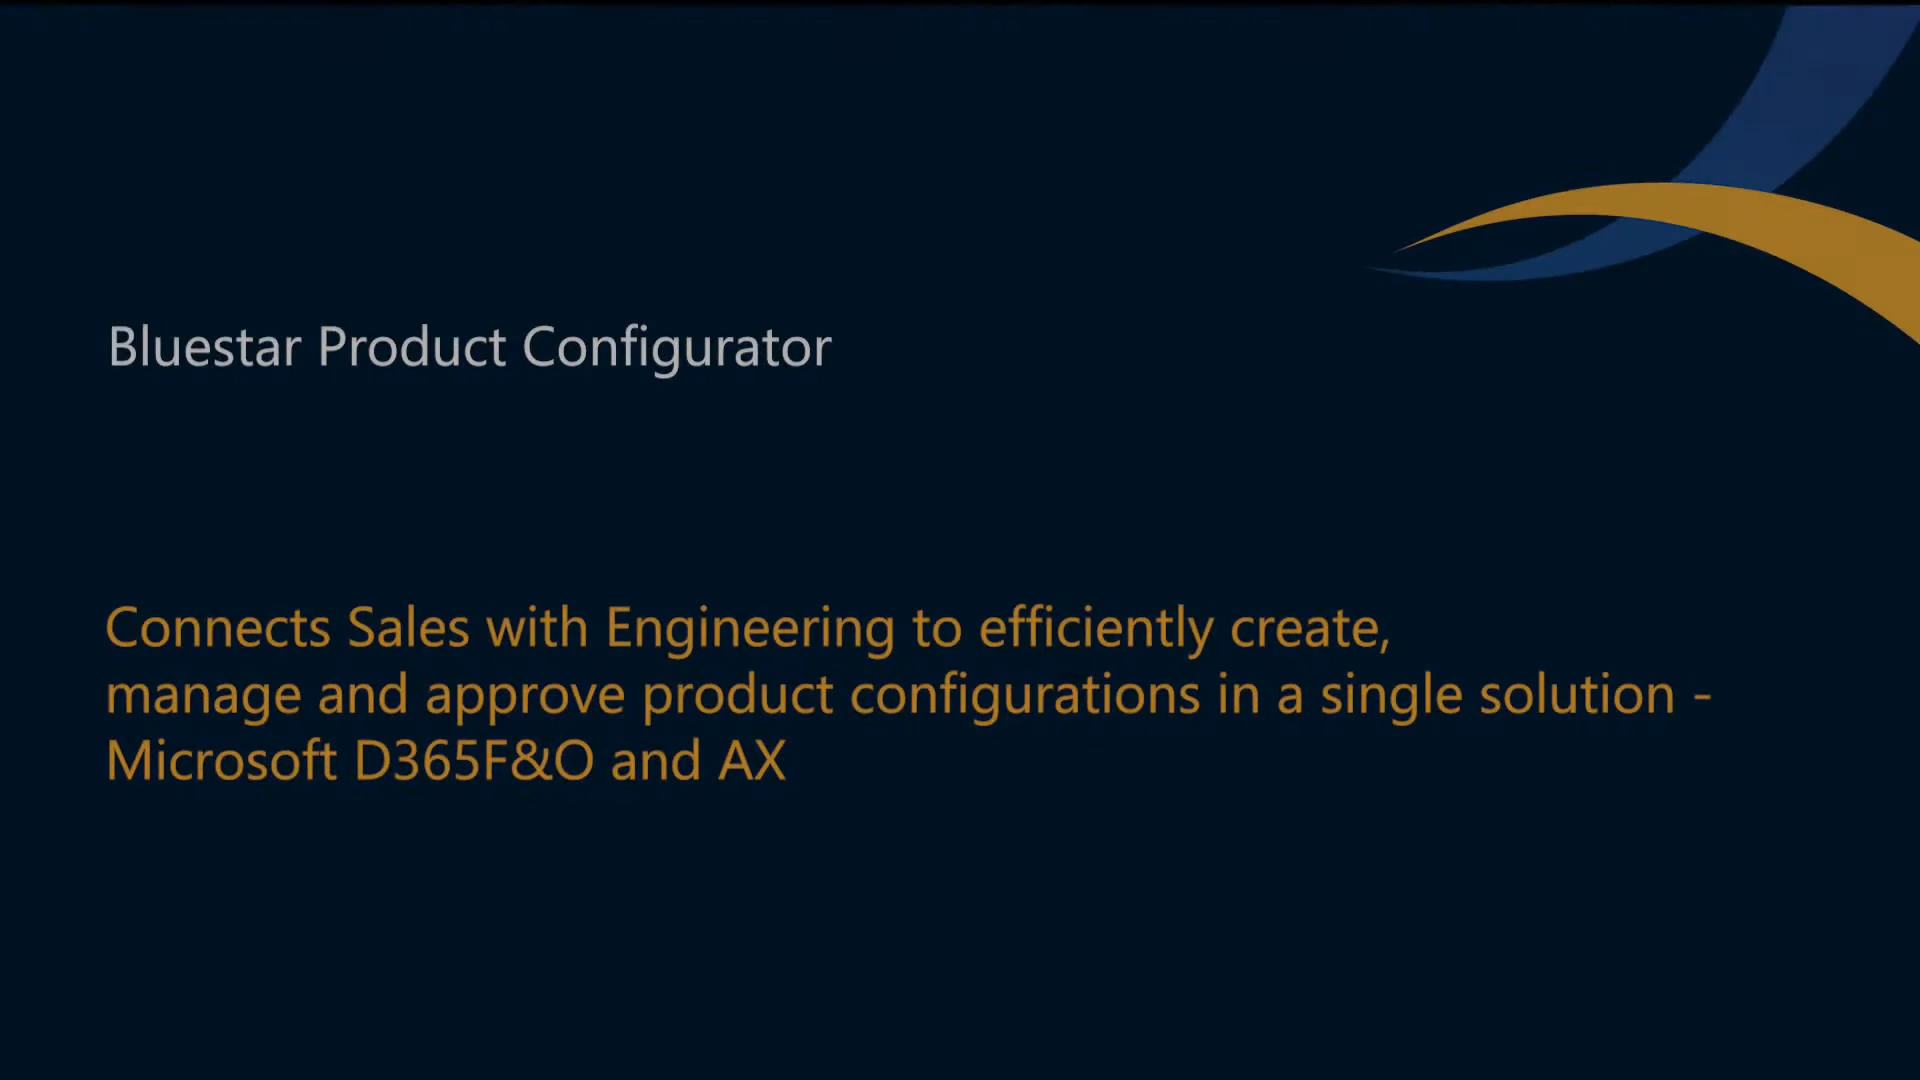 Bluestar Product Configurator
Connects Sales with Engineering to efficiently create,
manage and approve product configurations in a single solution -
Microsoft D365F&O and AX